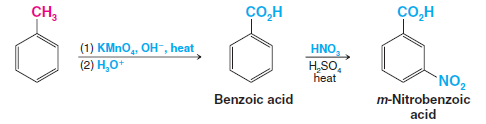 CH₃
CO₂H
CO₂H
(1) KMnO₄, OH⁻, heat
(2) H₃O⁺
HNO₃
H₂SO₄
heat
NO₂
Benzoic acid
m-Nitrobenzoic
acid